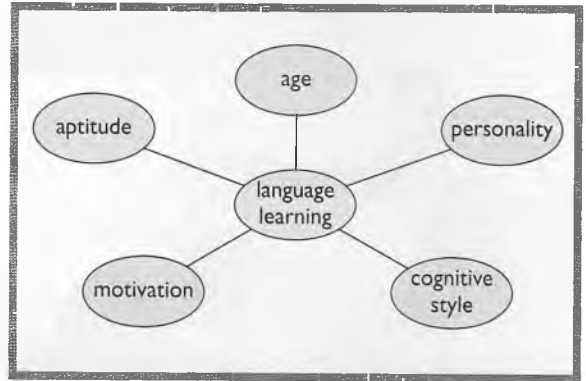 age
aptitude
personality
language
learning
motivation
cognitive
style